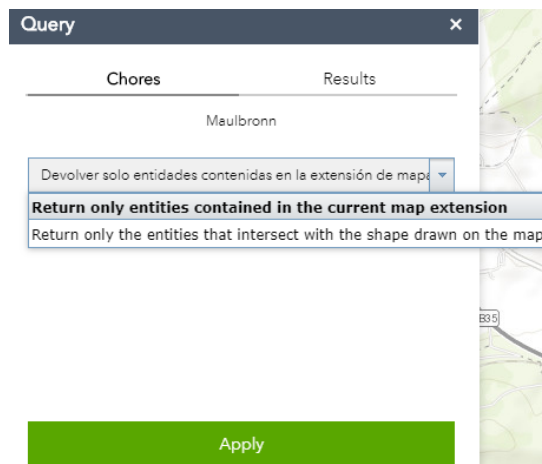 Query ×
Chores Results
Maulbronn
Devolver solo entidades contenidas en la extensión de mapa
Return only entities contained in the current map extension
Return only the entities that intersect with the shape drawn on the map
B35
Apply